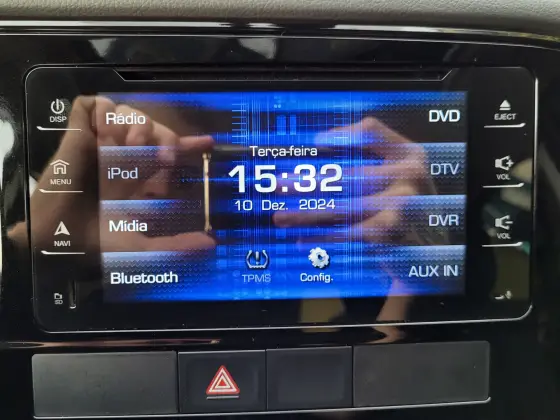 DISP
MENU
NAVI
SD
Rádio
iPod
Mídia
Bluetooth
Terça-feira
15:32
10 Dez. 2024
TPMS
Config.
DVD
DTV
DVR
AUX IN
EJECT
VOL
VOL